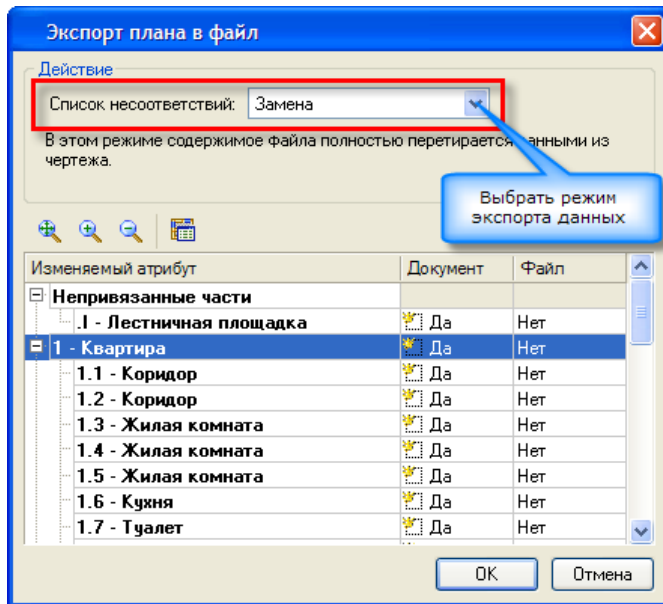 Экспорт плана в файл
Действие
Список несоответствий: Замена
В этом режиме содержимое файла полностью перетирается данными из
чертежа.
Выбрать режим
экспорта данных
Изменяемый атрибут Документ Файл
Непривязанные части
.I - Лестничная площадка Да Нет
1 - Квартира Да Нет
1.1 - Коридор Да Нет
1.2 - Коридор Да Нет
1.3 - Жилая комната Да Нет
1.4 - Жилая комната Да Нет
1.5 - Жилая комната Да Нет
1.6 - Кухня Да Нет
1.7 - Туалет Да Нет
OK Отмена